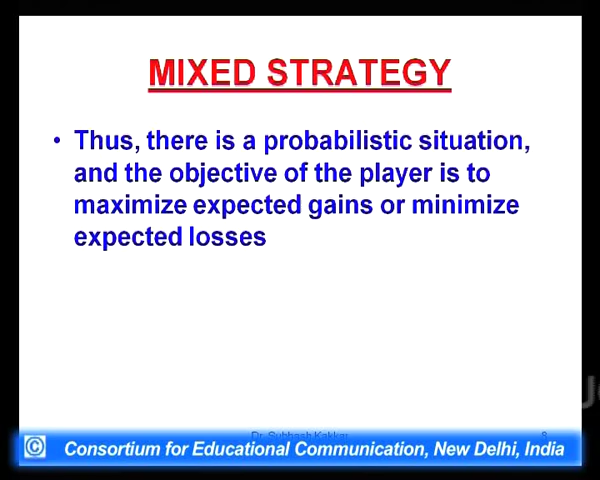 MIXED STRATEGY
• Thus, there is a probabilistic situation,
and the objective of the player is to
maximize expected gains or minimize
expected losses
© Consortium for Educational Communication, New Delhi, India